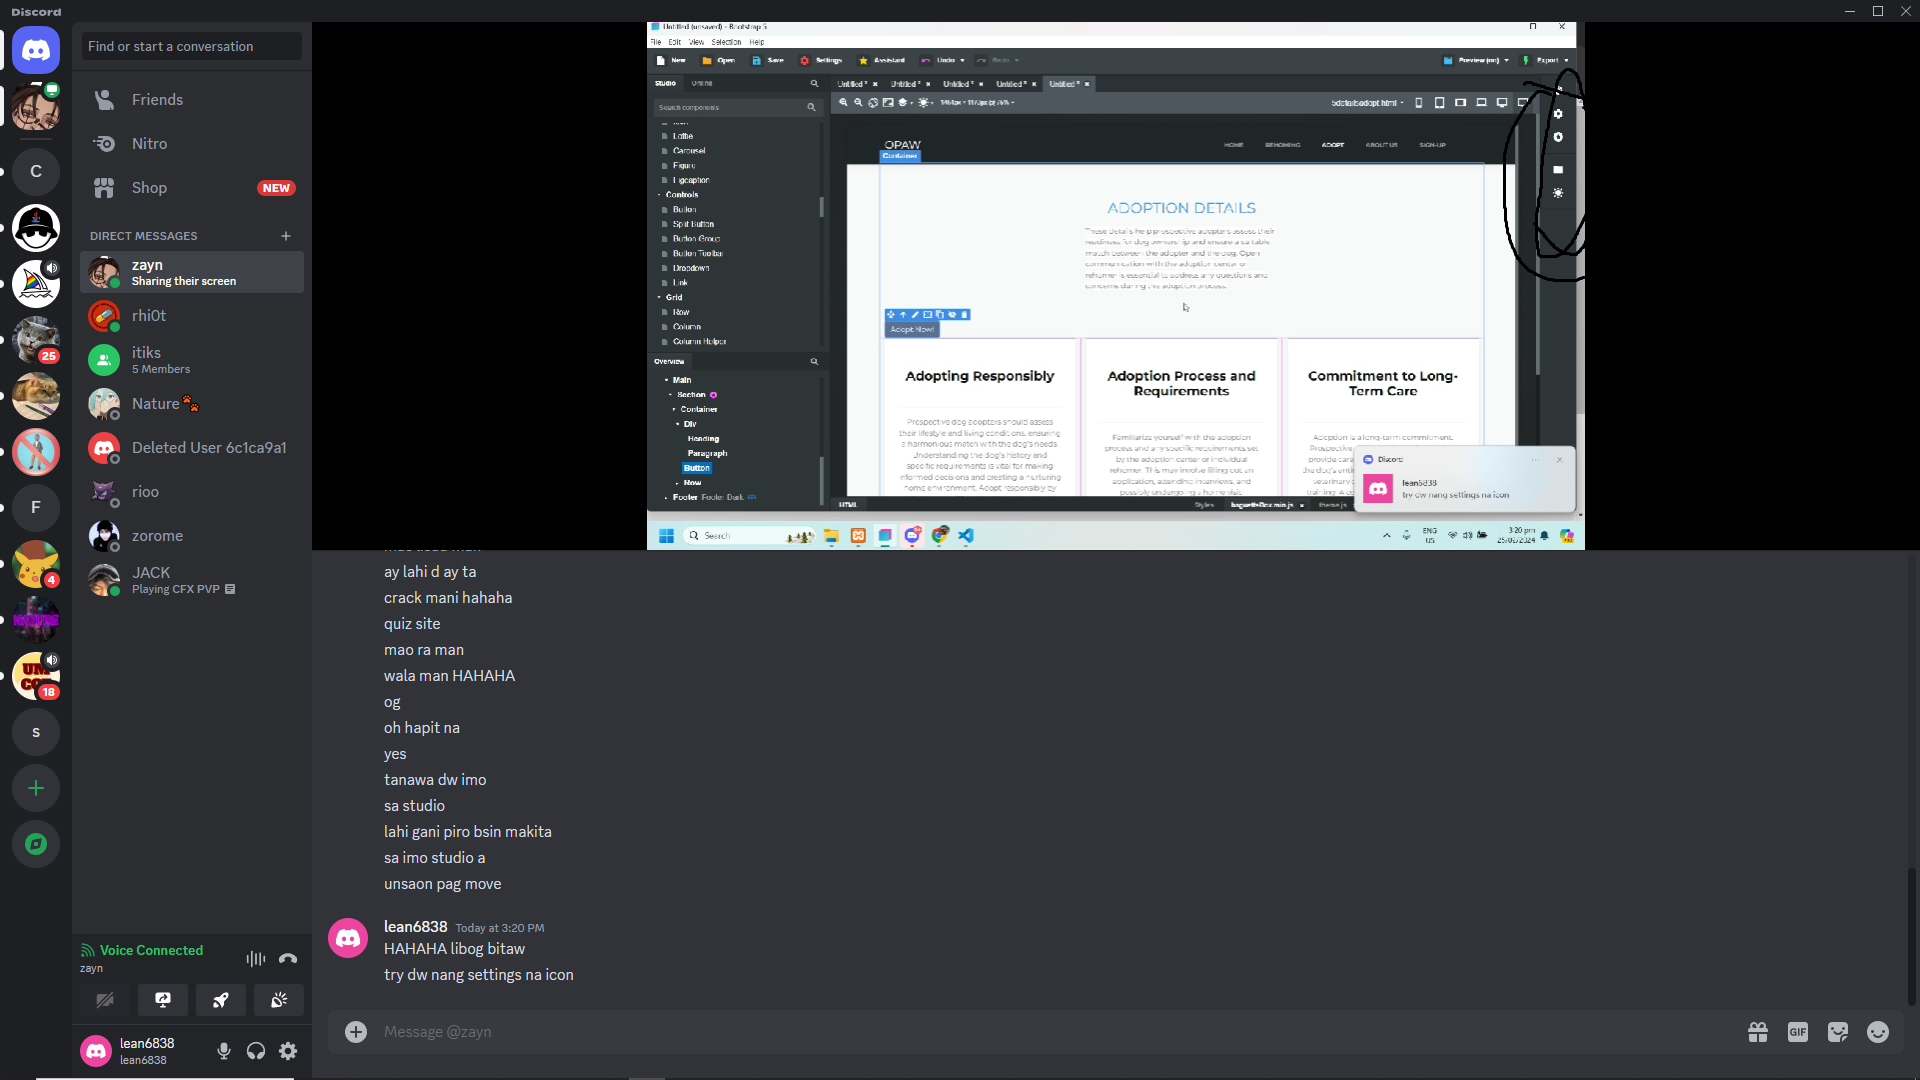 Discord
Find or start a conversation
Friends
Nitro
Shop
NEW
DIRECT MESSAGES
zayn
Sharing their screen
rhi0t
itiks
5 Members
Nature
Deleted User 6c1ca9a1
rioo
zorome
JACK
Playing CFX PVP
C
25
F
4
18
S
Voice Connected
zayn
lean6838
lean6838
Untitled (unsaved) - Bootstrap 5
File Edit View Selection Help
New Open Save Settings Assistant Undo Redo Preview (on) Export
Studio Online
Untitled * Untitled * Untitled * Untitled * Untitled *
Search components
5detailsadopt.html
Lottie
Carousel
Figure
Figcaption
Controls
Button
Split Button
Button Group
Button Toolbar
Dropdown
Link
Grid
Row
Column
Column Helper
Overview
Main
Section
Container
Div
Heading
Paragraph
Button
Row
Footer Footer Dark
OPAW
HOME REHOMING ADOPT ABOUT US SIGN-UP
Container
ADOPTION DETAILS
These details help prospective adopters assess their
readiness for dog ownership and ensure a suitable
match between the adopter and the dog. Open
communication with the adoption center or
rehomer is essential to address any questions and
concerns during the adoption process.
Adopt Now!
Adopting Responsibly
Prospective dog adopters should assess
their lifestyle and living conditions, ensuring
a harmonious match with the dog's needs.
Understanding the dog's history and
specific requirements is vital for making
informed decisions and creating a nurturing
home environment. Adopt responsibly by
Adoption Process and
Requirements
Familiarize yourself with the adoption
process and any specific requirements set
by the adoption center or individual
rehomer. This may involve filling out an
application, attending interviews, and
possibly undergoing a home visit.
Commitment to Long-
Term Care
Adoption is a long-term commitment.
Discord
lean6838
try dw nang settings na icon
HTML
Styles baguetteBox.min.js theme.js
Search
ENG
US
3:20 pm
25/05/2024
ay lahi d ay ta
crack mani hahaha
quiz site
mao ra man
wala man HAHAHA
og
oh hapit na
yes
tanawa dw imo
sa studio
lahi gani piro bsin makita
sa imo studio a
unsaon pag move
lean6838 Today at 3:20 PM
HAHAHA libog bitaw
try dw nang settings na icon
Message @zayn
GIF